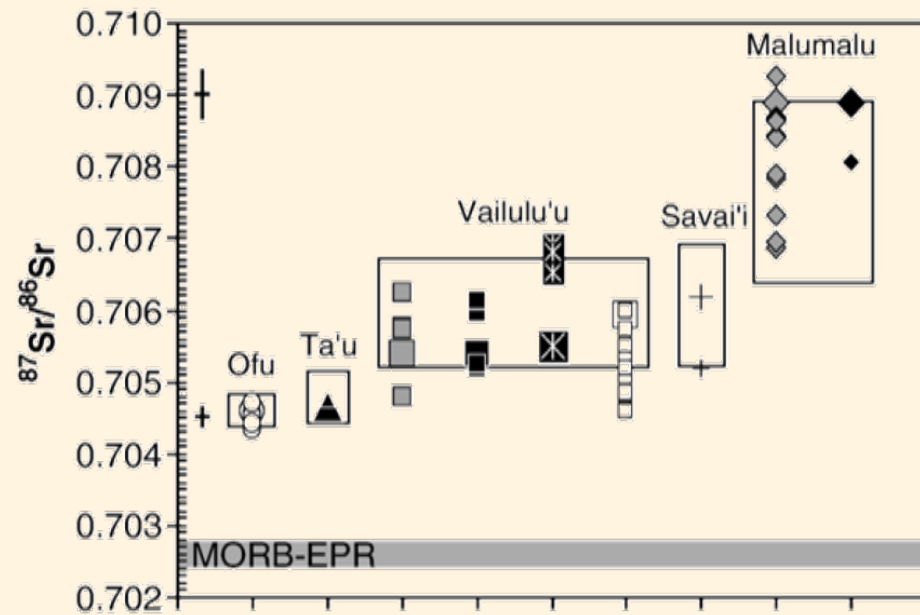 0.710
0.709
0.708
0.707
0.706
0.705
0.704
0.703
0.702
87Sr/86Sr
Ofu
Ta'u
Vailulu'u
Savai'i
Malumalu
MORB-EPR